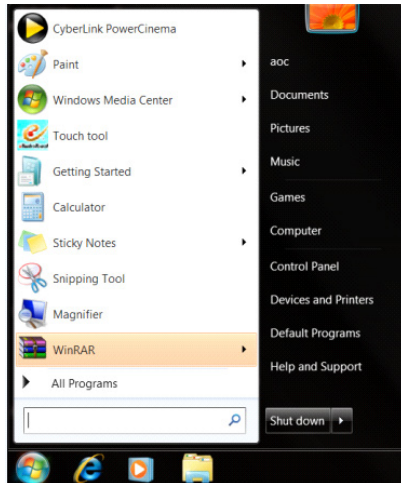 CyberLink PowerCinema
Paint
Windows Media Center
Touch tool
Getting Started
Calculator
Sticky Notes
Snipping Tool
Magnifier
WinRAR
All Programs
aoc
Documents
Pictures
Music
Games
Computer
Control Panel
Devices and Printers
Default Programs
Help and Support
Shut down